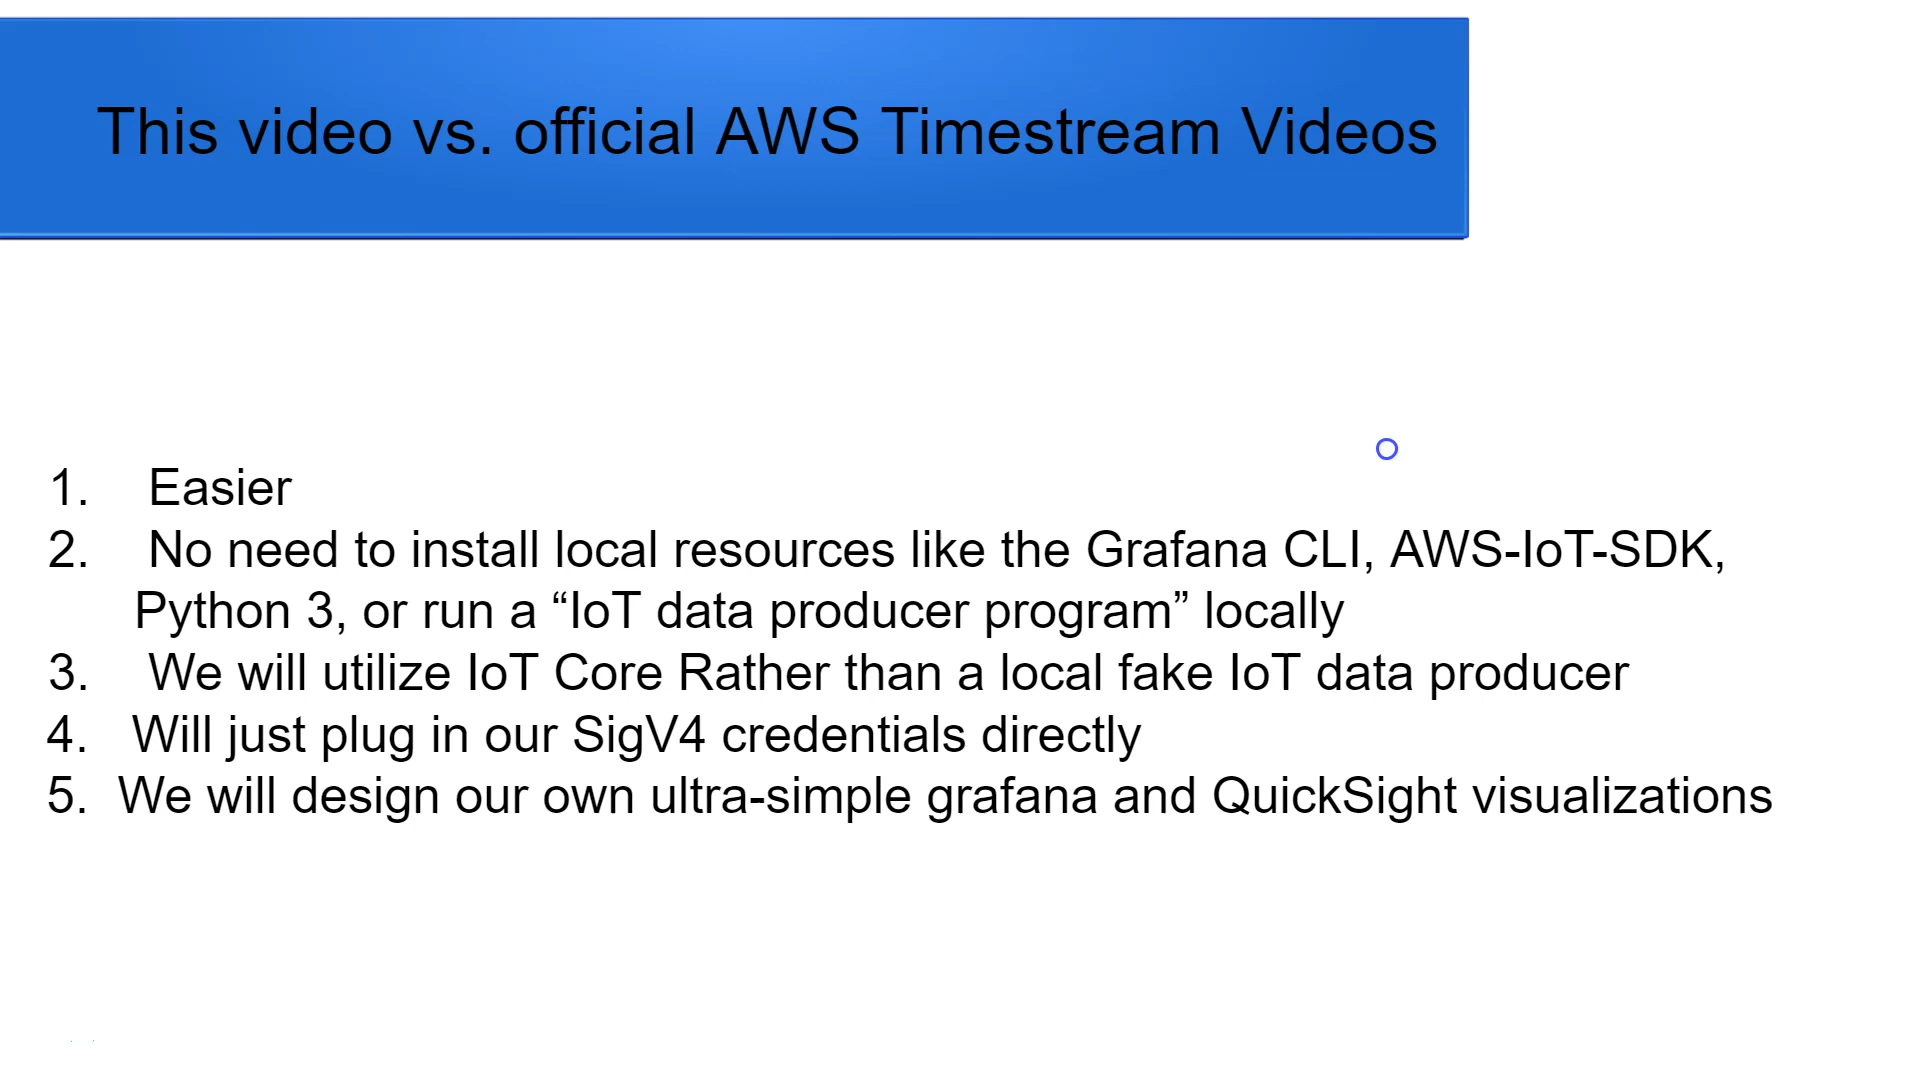 This video vs. official AWS Timestream Videos
1. Easier
2. No need to install local resources like the Grafana CLI, AWS-IoT-SDK,
Python 3, or run a “IoT data producer program” locally
3. We will utilize IoT Core Rather than a local fake IoT data producer
4. Will just plug in our SigV4 credentials directly
5. We will design our own ultra-simple grafana and QuickSight visualizations